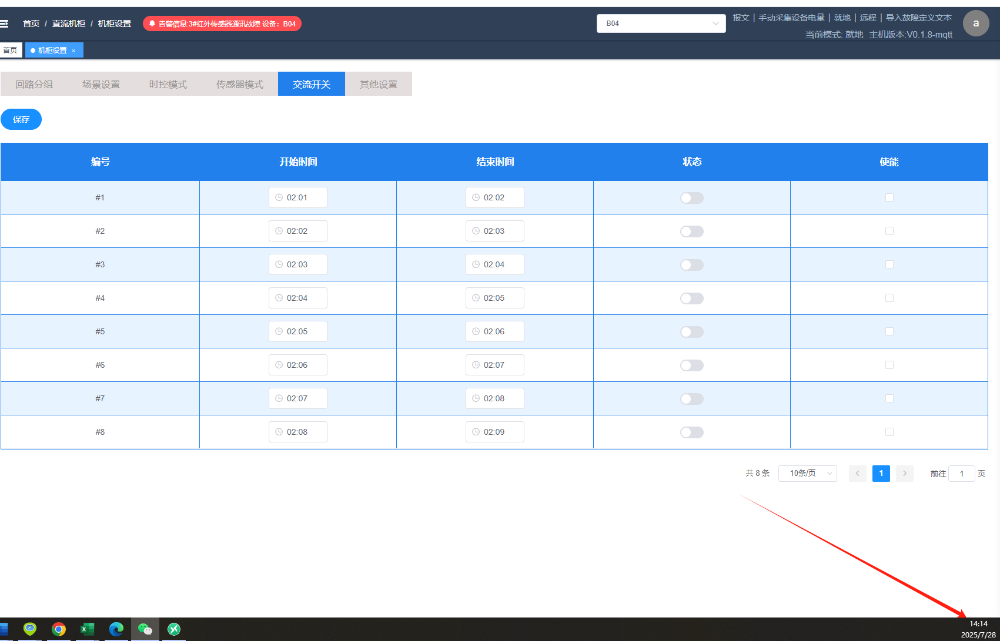 首页 / 直流机柜 / 机柜设置
告警信息:3#红外传感器通讯故障 设备：B04
B04
报文 | 手动采集设备电量 | 就地 | 远程 | 导入故障定义文本
当前模式: 就地 主机版本:V0.1.8-mqtt
a
首页 机柜设置 ×
回路分组 场景设置 时控模式 传感器模式 交流开关 其他设置
保存
编号 开始时间 结束时间 状态 使能
#1 02:01 02:02
#2 02:02 02:03
#3 02:03 02:04
#4 02:04 02:05
#5 02:05 02:06
#6 02:06 02:07
#7 02:07 02:08
#8 02:08 02:09
共 8 条 10条/页 1 前往 1 页
14:14
2025/7/28